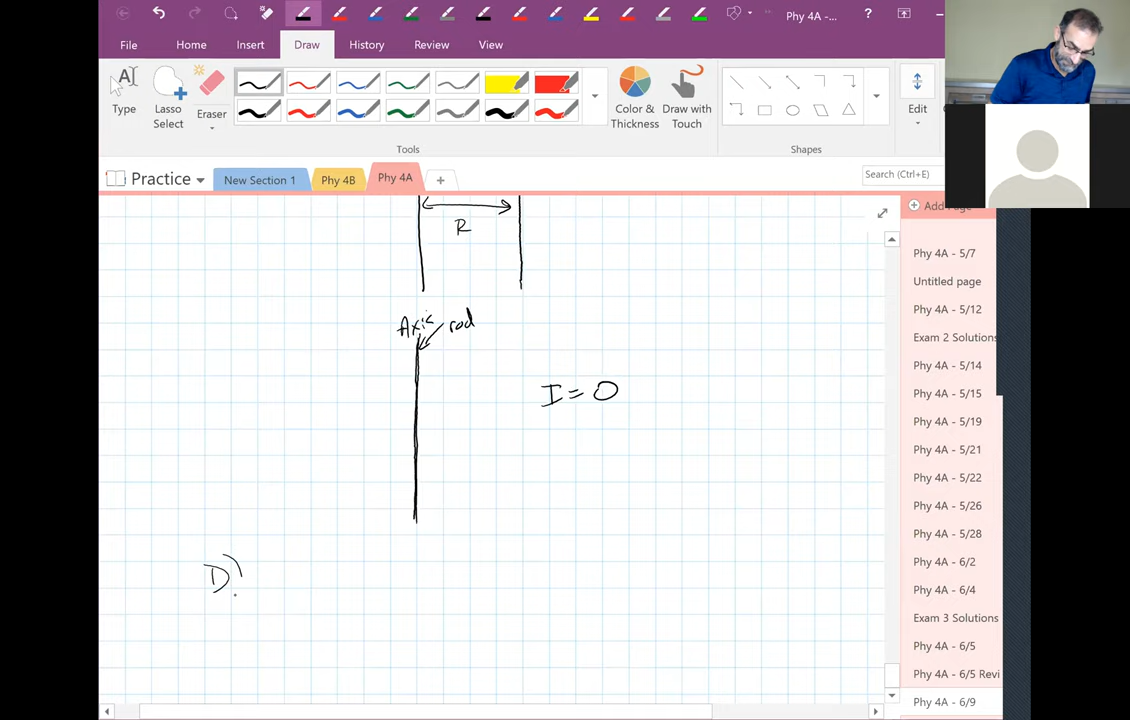 Phy 4A -...
?
File
Home
Insert
Draw
History
Review
View
Type
Lasso
Select
Eraser
Color &
Thickness
Draw with
Touch
Edit
Tools
Shapes
Practice
New Section 1
Phy 4B
Phy 4A
+
Search (Ctrl+E)
Add Page
Phy 4A - 5/7
Untitled page
Phy 4A - 5/12
Exam 2 Solutions
Phy 4A - 5/14
Phy 4A - 5/15
Phy 4A - 5/19
Phy 4A - 5/21
Phy 4A - 5/22
Phy 4A - 5/26
Phy 4A - 5/28
Phy 4A - 6/2
Phy 4A - 6/4
Exam 3 Solutions
Phy 4A - 6/5
Phy 4A - 6/5 Revi
Phy 4A - 6/9
R
Axis rod
I = 0
D)